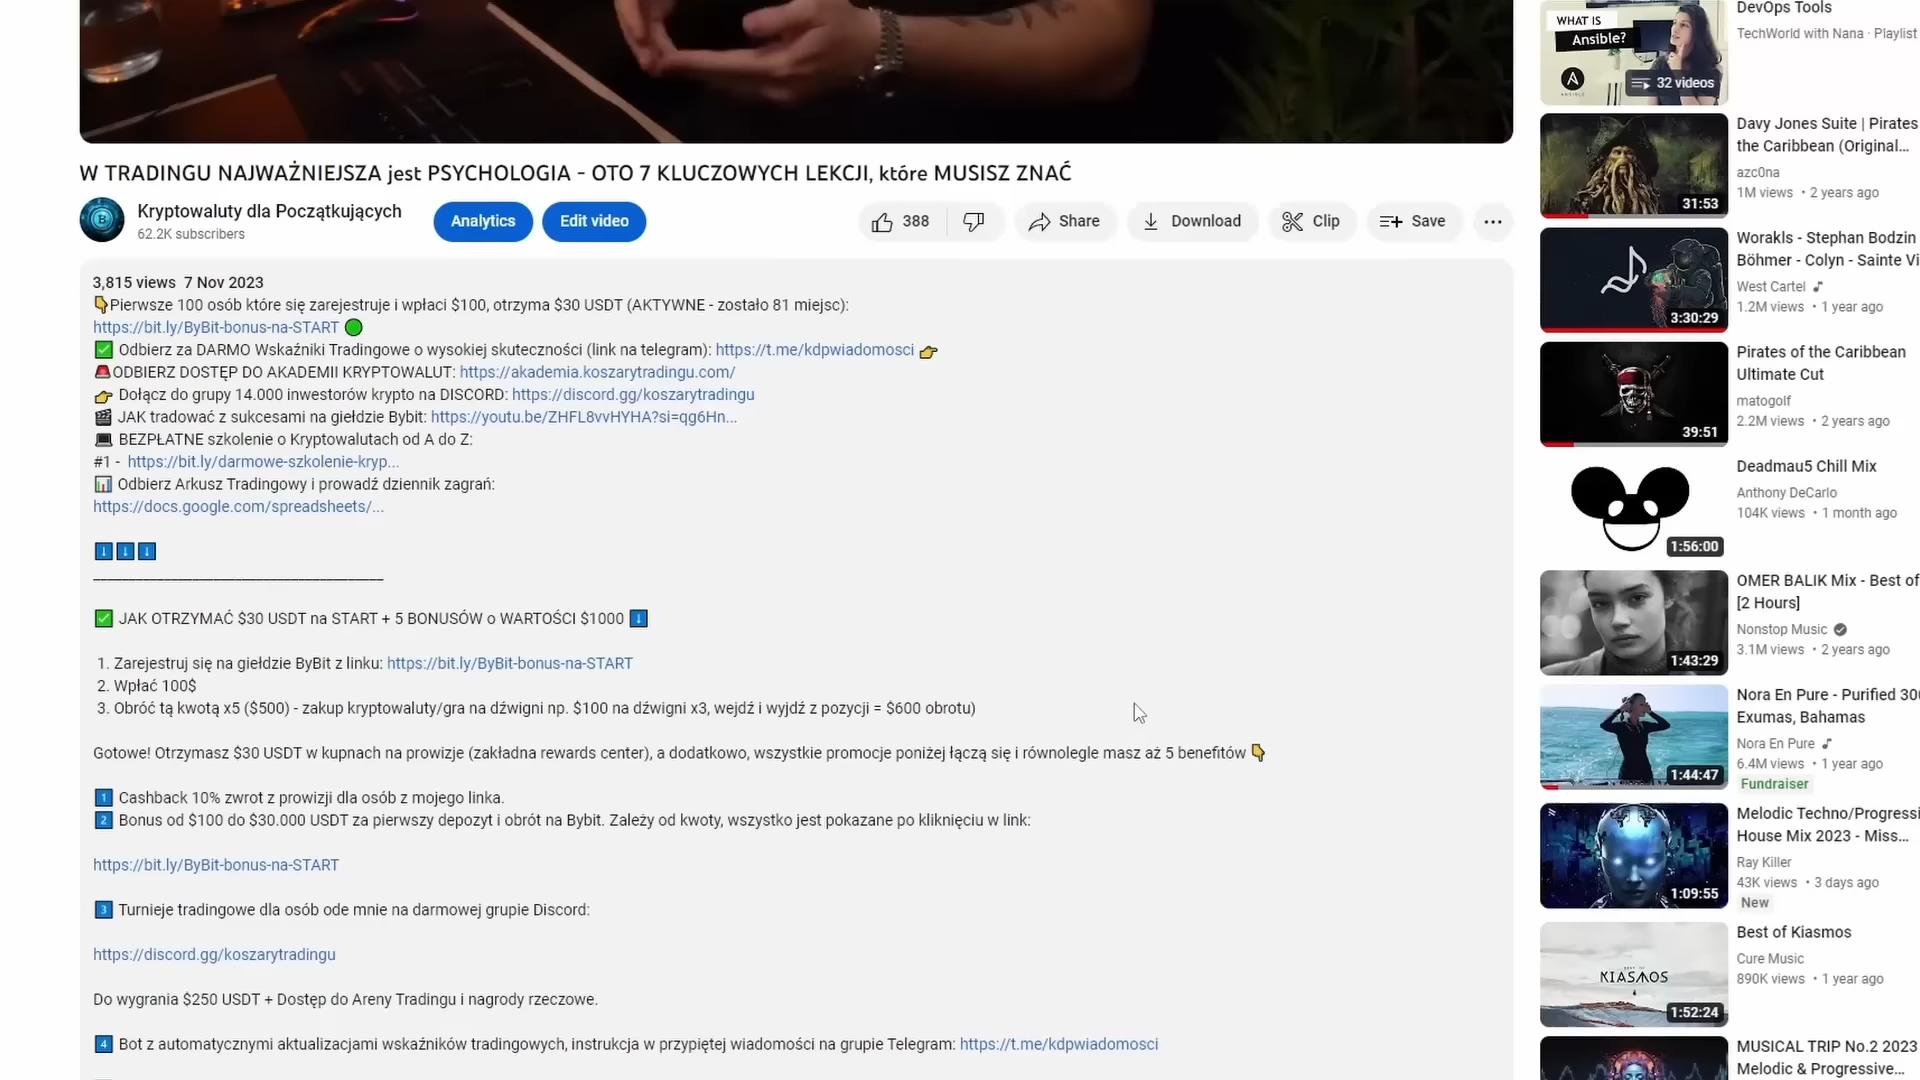 W TRADINGU NAJWAŻNIEJSZA jest PSYCHOLOGIA - OTO 7 KLUCZOWYCH LEKCJI, które MUSISZ ZNAĆ
Kryptowaluty dla Początkujących
62.2K subscribers
Analytics
Edit video
388
Share
Download
Clip
Save
3,815 views 7 Nov 2023
👇Pierwsze 100 osób które się zarejestruje i wpłaci $100, otrzyma $30 USDT (AKTYWNE - zostało 81 miejsc):
https://bit.ly/ByBit-bonus-na-START 🟢
✅ Odbierz za DARMO Wskaźniki Tradingowe o wysokiej skuteczności (link na telegram): https://t.me/kdpwiadomosci 👉
🚨ODBIERZ DOSTĘP DO AKADEMII KRYPTOWALUT: https://akademia.koszarytradingu.com/
👉 Dołącz do grupy 14.000 inwestorów krypto na DISCORD: https://discord.gg/koszarytradingu
🎬 JAK tradować z sukcesami na giełdzie Bybit: https://youtu.be/ZHFL8vvHYHA?si=qg6Hn...
💻 BEZPŁATNE szkolenie o Kryptowalutach od A do Z:
#1 - https://bit.ly/darmowe-szkolenie-kryp...
📊 Odbierz Arkusz Tradingowy i prowadź dziennik zagrań:
https://docs.google.com/spreadsheets/...
⬇️⬇️⬇️
✅ JAK OTRZYMAĆ $30 USDT na START + 5 BONUSÓW o WARTOŚCI $1000 ⬇️
1. Zarejestruj się na giełdzie ByBit z linku: https://bit.ly/ByBit-bonus-na-START
2. Wpłać 100$
3. Obróć tą kwotą x5 ($500) - zakup kryptowaluty/gra na dźwigni np. $100 na dźwigni x3, wejdź i wyjdź z pozycji = $600 obrotu)
Gotowe! Otrzymasz $30 USDT w kupnach na prowizje (zakładna rewards center), a dodatkowo, wszystkie promocje poniżej łączą się i równolegle masz aż 5 benefitów 👇
1️⃣ Cashback 10% zwrot z prowizji dla osób z mojego linka.
2️⃣ Bonus od $100 do $30.000 USDT za pierwszy depozyt i obrót na Bybit. Zależy od kwoty, wszystko jest pokazane po kliknięciu w link:
https://bit.ly/ByBit-bonus-na-START
3️⃣ Turnieje tradingowe dla osób ode mnie na darmowej grupie Discord:
https://discord.gg/koszarytradingu
Do wygrania $250 USDT + Dostęp do Areny Tradingu i nagrody rzeczowe.
4️⃣ Bot z automatycznymi aktualizacjami wskaźników tradingowych, instrukcja w przypiętej wiadomości na grupie Telegram: https://t.me/kdpwiadomosci
WHAT IS
Ansible?
ANSIBLE
32 videos
DevOps Tools
TechWorld with Nana · Playlist
31:53
Davy Jones Suite | Pirates
the Caribbean (Original...
azc0na
1M views • 2 years ago
3:30:29
Worakls - Stephan Bodzin
Böhmer - Colyn - Sainte Vi
West Cartel
1.2M views • 1 year ago
39:51
Pirates of the Caribbean
Ultimate Cut
matogolf
2.2M views • 2 years ago
1:56:00
Deadmau5 Chill Mix
Anthony DeCarlo
104K views • 1 month ago
1:43:29
OMER BALIK Mix - Best of
[2 Hours]
Nonstop Music
3.1M views • 2 years ago
1:44:47
Nora En Pure - Purified 300
Exumas, Bahamas
Nora En Pure
6.4M views • 1 year ago
Fundraiser
1:09:55
Melodic Techno/Progressi
House Mix 2023 - Miss...
Ray Killer
43K views • 3 days ago
New
KIASMOS
1:52:24
Best of Kiasmos
Cure Music
890K views • 1 year ago
MUSICAL TRIP No.2 2023
Melodic & Progressive...